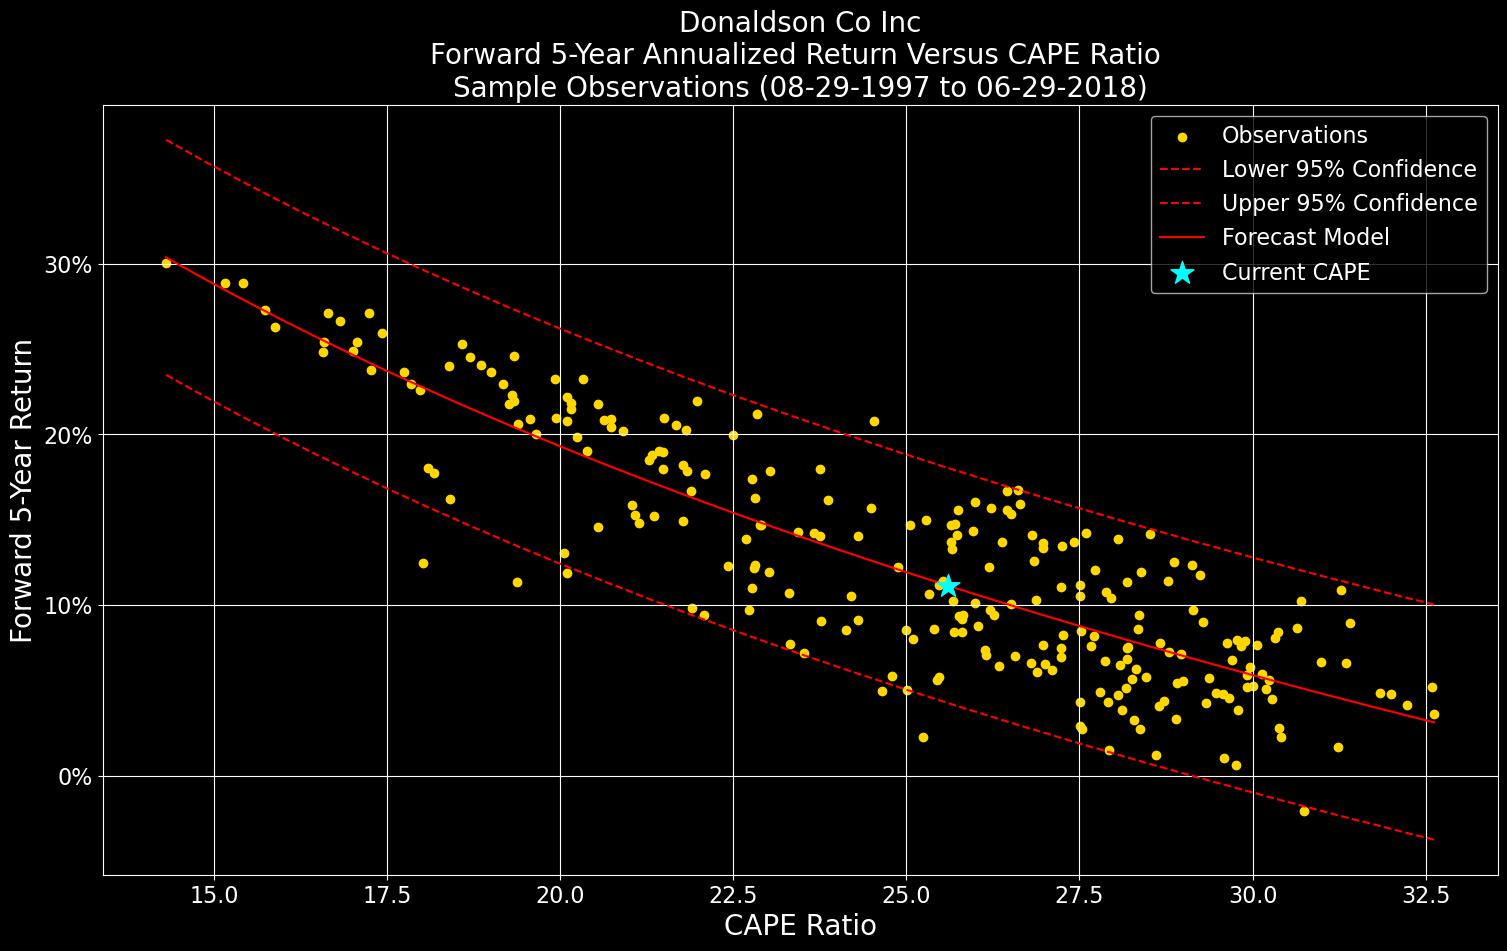 Donaldson Co Inc
Forward 5-Year Annualized Return Versus CAPE Ratio
Sample Observations (08-29-1997 to 06-29-2018)
Observations
Lower 95% Confidence
Upper 95% Confidence
Forecast Model
Current CAPE
Forward 5-Year Return
30%
20%
10%
0%
15.0 17.5 20.0 22.5 25.0 27.5 30.0 32.5
CAPE Ratio